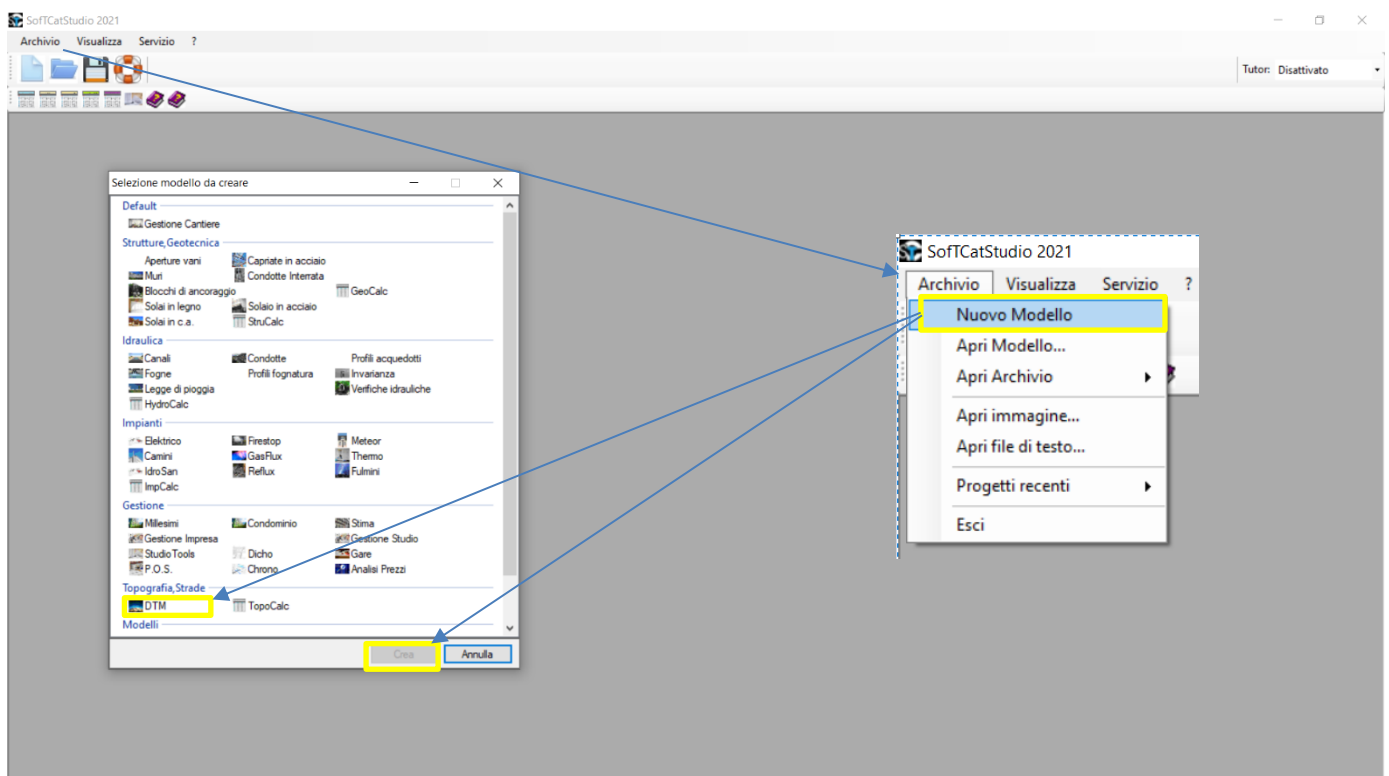 SofTCatStudio 2021
Archivio Visualizza Servizio ?
Tutor: Disattivato
Selezione modello da creare
Default
Gestione Cantiere
Strutture,Geotecnica
Aperture vani Capriate in acciaio
Muri Condotte Interrata
Blocchi di ancoraggio GeoCalc
Solai in legno Solaio in acciaio
Solai in c.a. StruCalc
Idraulica
Canali Condotte Profili acquedotti
Fogne Profili fognatura Invarianza
Legge di pioggia Verifiche idrauliche
HydroCalc
Impianti
Elektrico Firestop Meteor
Camini GasFlux Thermo
IdroSan Reflux Fulmini
ImpCalc
Gestione
Millesimi Condominio Stima
Gestione Impresa Gestione Studio
StudioTools Dicho Gare
P.O.S. Chrono Analisi Prezzi
Topografia,Strade
DTM TopoCalc
Modelli
Crea Annulla
SofTCatStudio 2021
Archivio Visualizza Servizio ?
Nuovo Modello
Apri Modello...
Apri Archivio
Apri immagine...
Apri file di testo...
Progetti recenti
Esci